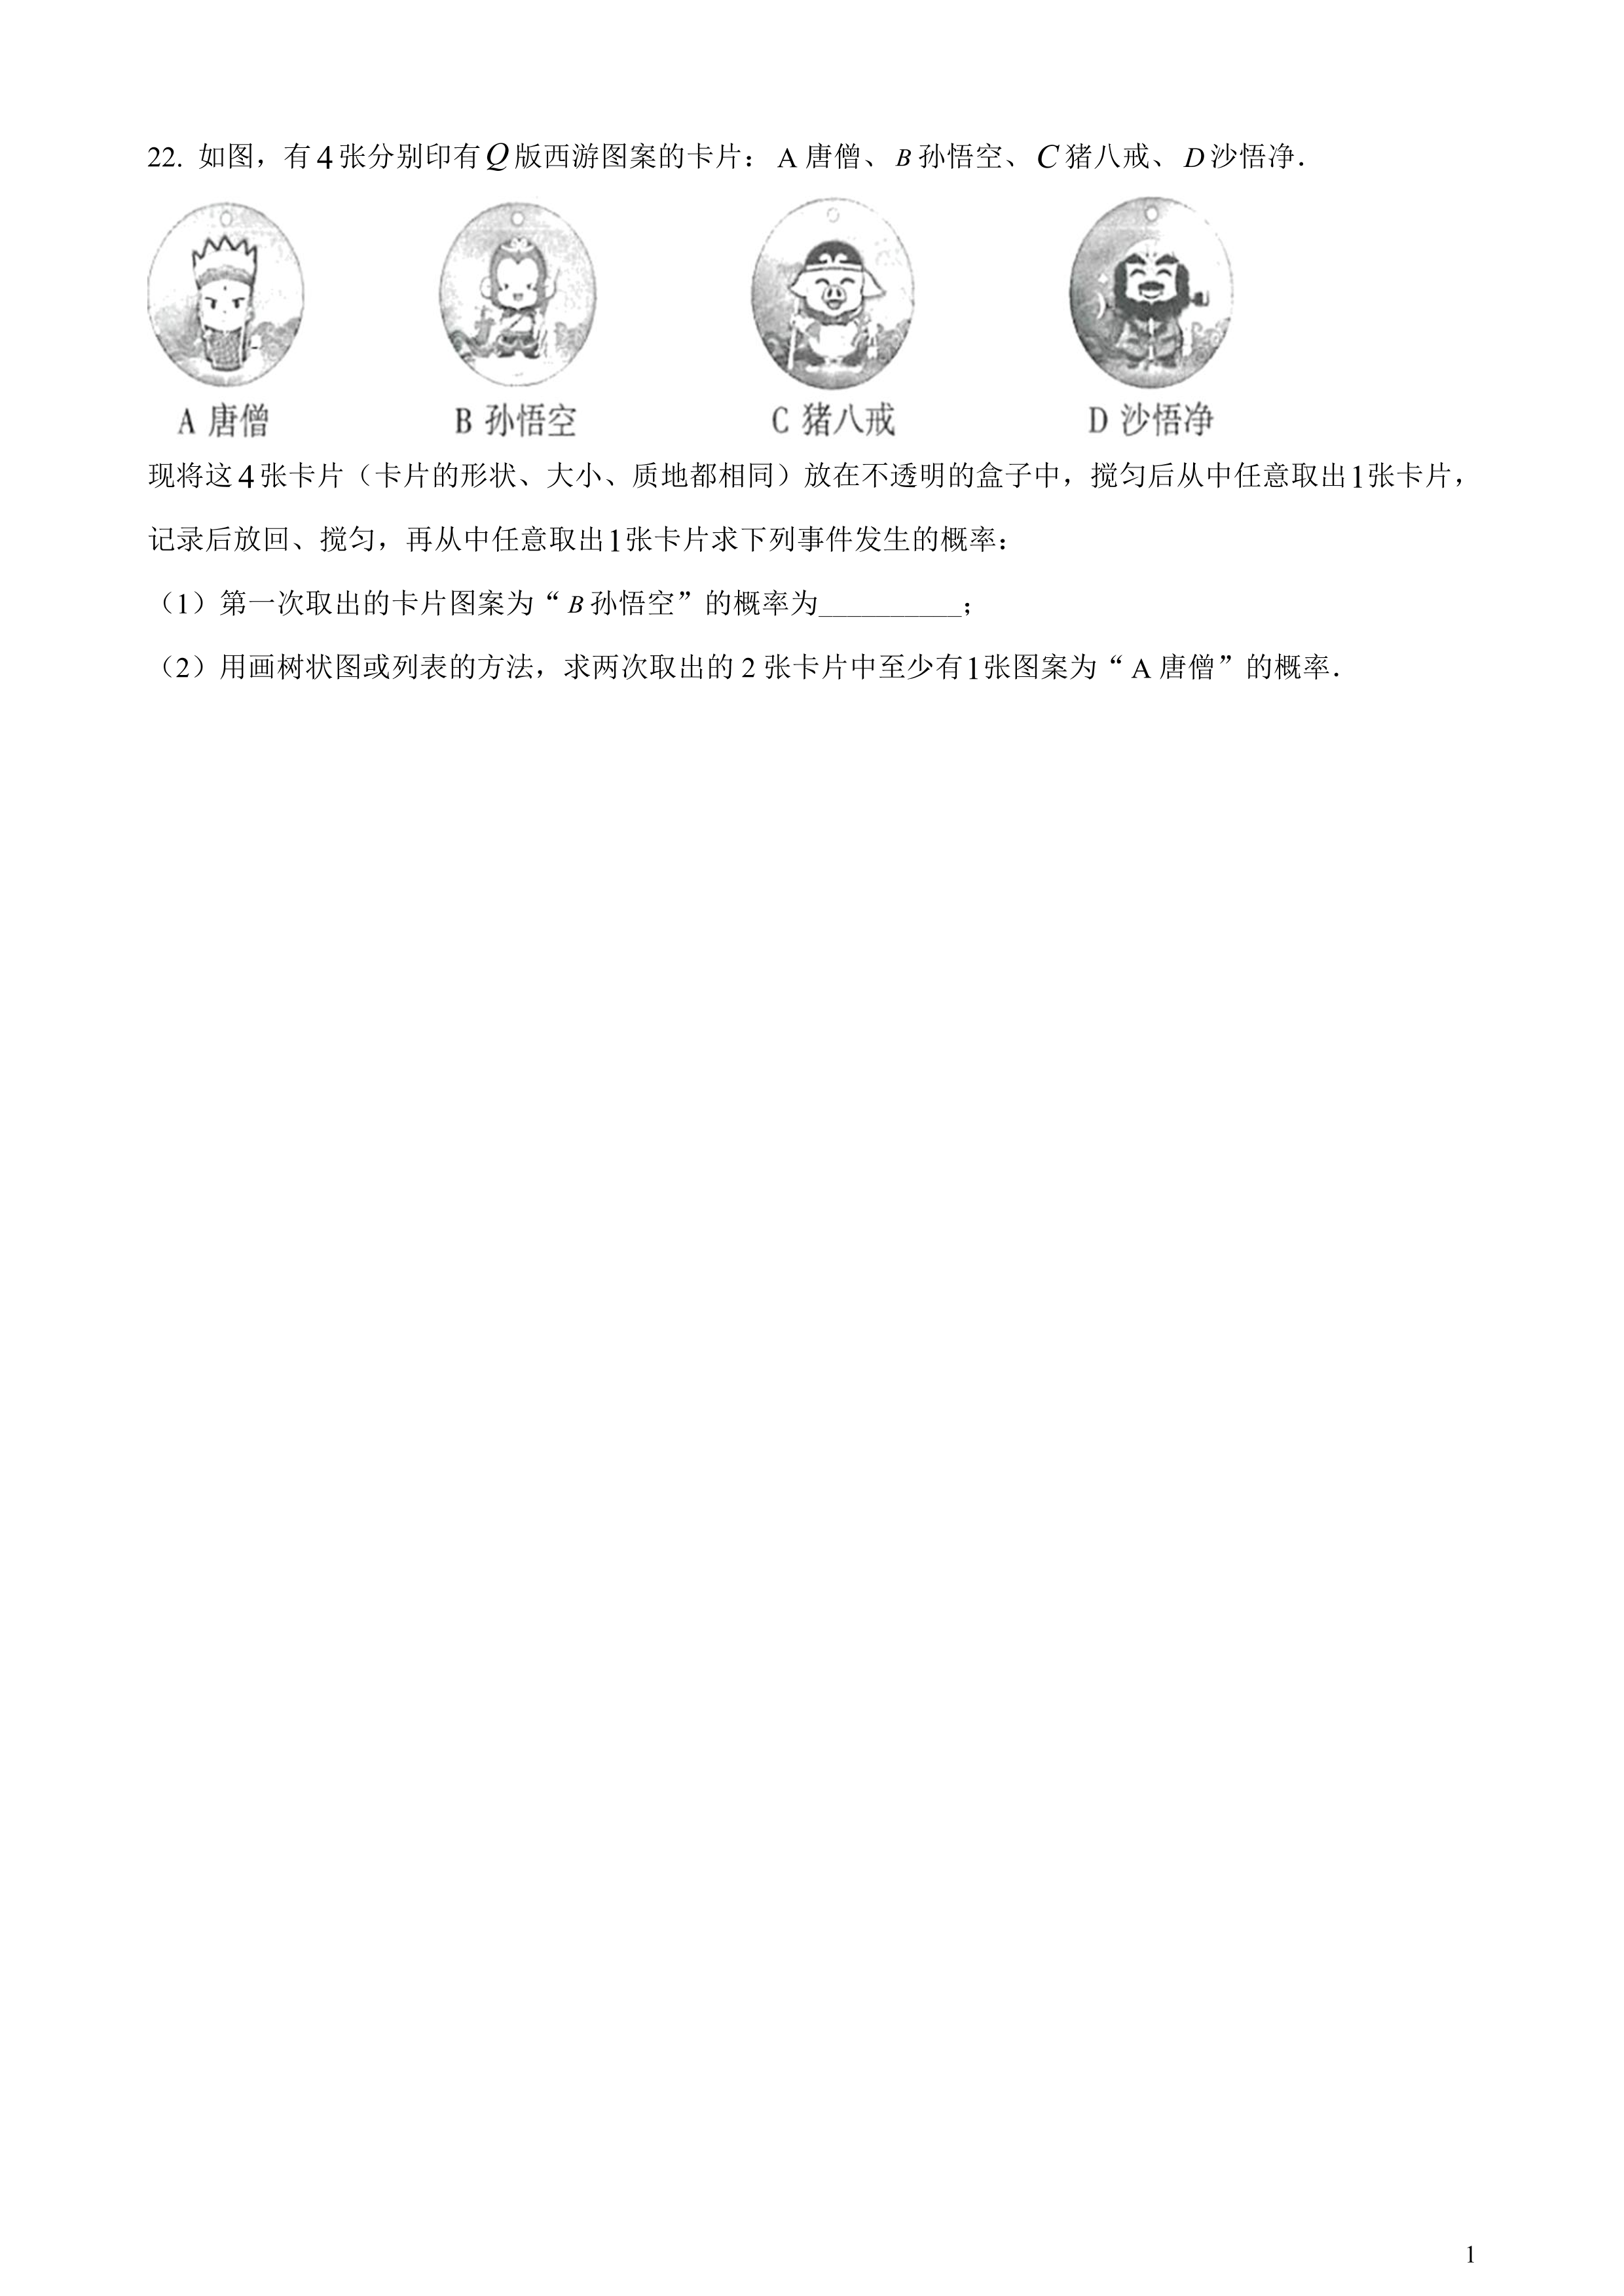 22. 如图，有4张分别印有Q版西游图案的卡片：A唐僧、B孙悟空、C猪八戒、D沙悟净．
A 唐僧 B 孙悟空 C 猪八戒 D 沙悟净
现将这4张卡片（卡片的形状、大小、质地都相同）放在不透明的盒子中，搅匀后从中任意取出1张卡片，
记录后放回、搅匀，再从中任意取出1张卡片求下列事件发生的概率：
（1）第一次取出的卡片图案为“B孙悟空”的概率为__________；
（2）用画树状图或列表的方法，求两次取出的2张卡片中至少有1张图案为“A唐僧”的概率．
1